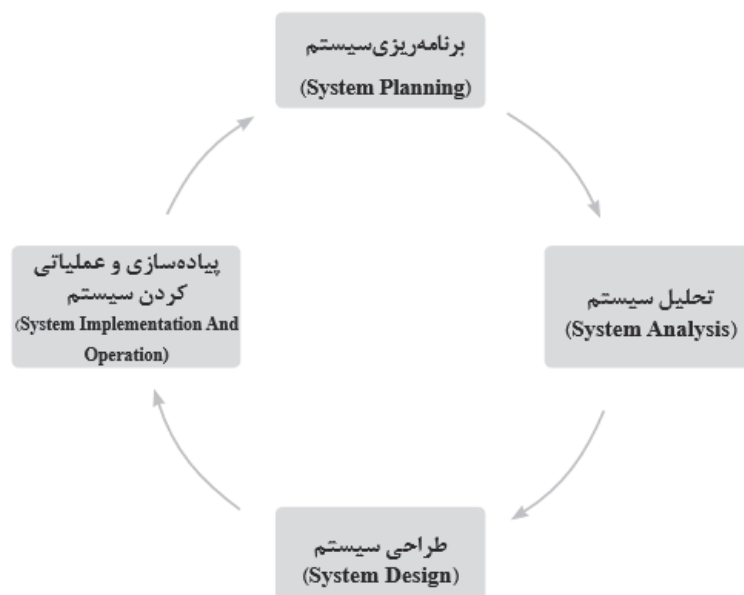 برنامه‌ریزی سیستم
(System Planning)
تحلیل سیستم
(System Analysis)
طراحی سیستم
(System Design)
پیاده‌سازی و عملیاتی
کردن سیستم
(System Implementation And
Operation)